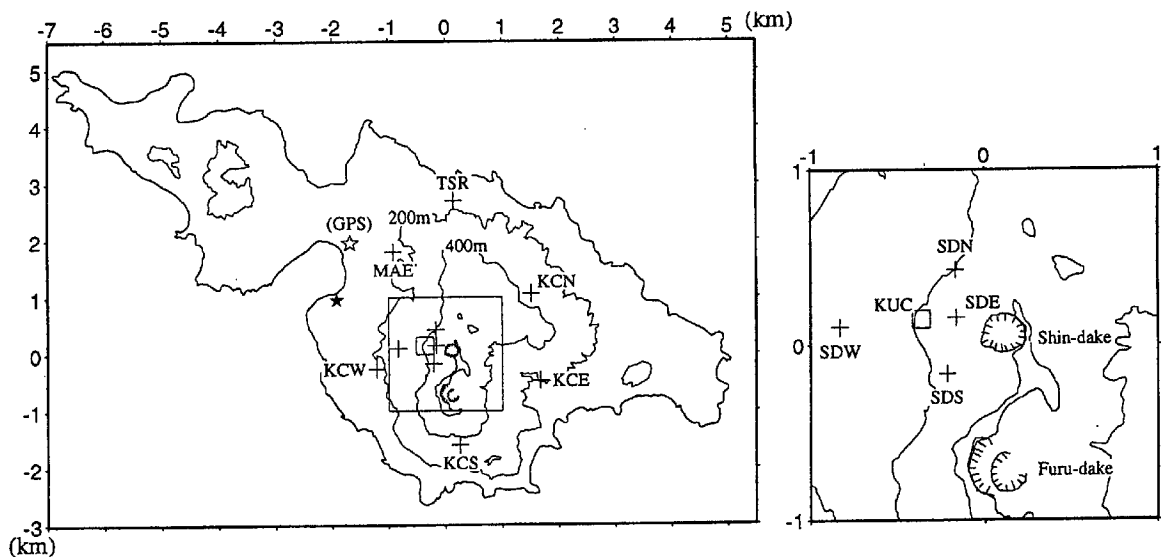 -7 -6 -5 -4 -3 -2 -1 0 1 2 3 4 5 (km)
5
4
3
2
1
0
-1
-2
-3
(km)
TSR
(GPS)
200m
400m
MAE
KCN
KCW
KCE
KCS
-1 0 1
1
0
-1
SDN
KUC
SDE
SDW
SDS
Shin-dake
Furu-dake